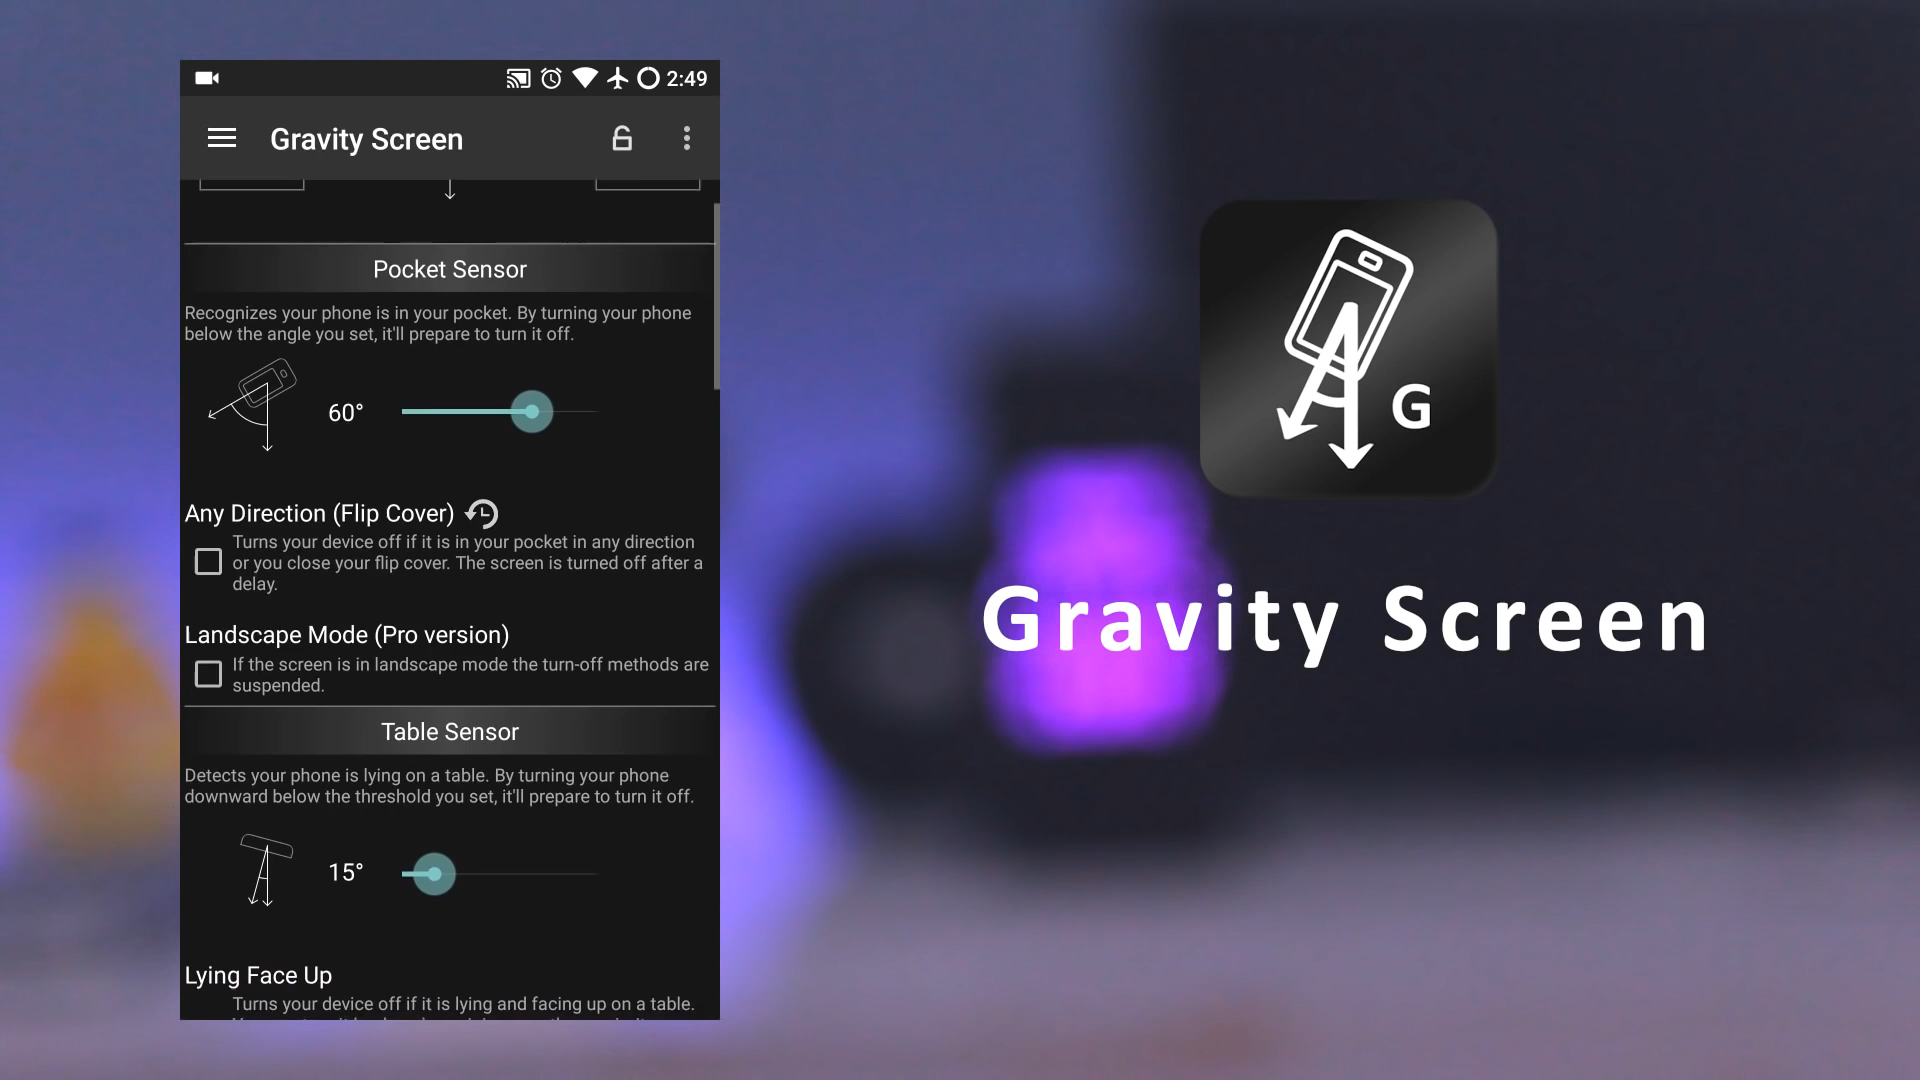 2:49
Gravity Screen
Pocket Sensor
Recognizes your phone is in your pocket. By turning your phone
below the angle you set, it'll prepare to turn it off.
60°
Any Direction (Flip Cover)
Turns your device off if it is in your pocket in any direction
or you close your flip cover. The screen is turned off after a
delay.
Landscape Mode (Pro version)
If the screen is in landscape mode the turn-off methods are
suspended.
Table Sensor
Detects your phone is lying on a table. By turning your phone
downward below the threshold you set, it'll prepare to turn it off.
15°
Lying Face Up
Turns your device off if it is lying and facing up on a table.
G
Gravity Screen